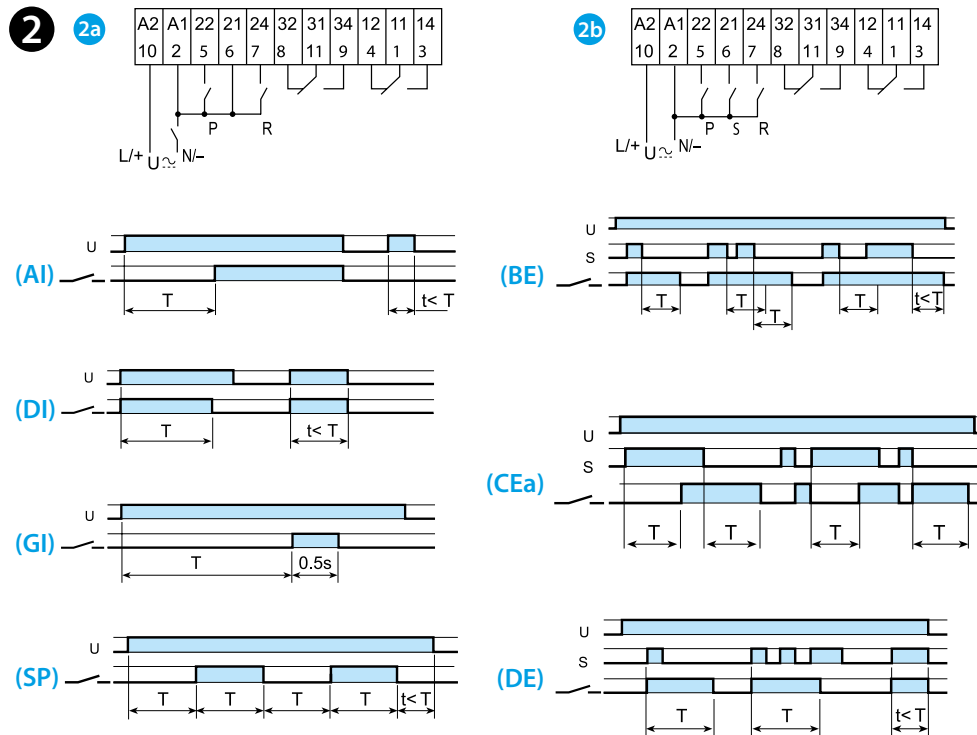 2 2a
A2 A1 22 21 24 32 31 34 12 11 14
10 2 5 6 7 8 11 9 4 1 3
P R
L/+ U N/–
U
(AI)
T t< T
U
(DI)
T t< T
U
(GI)
T 0.5s
U
(SP)
T T T T t< T
2b
A2 A1 22 21 24 32 31 34 12 11 14
10 2 5 6 7 8 11 9 4 1 3
P S R
L/+ U N/–
U
S
(BE)
T T T t< T
T
U
S
(CEa)
T T T T
U
S
(DE)
T T t< T